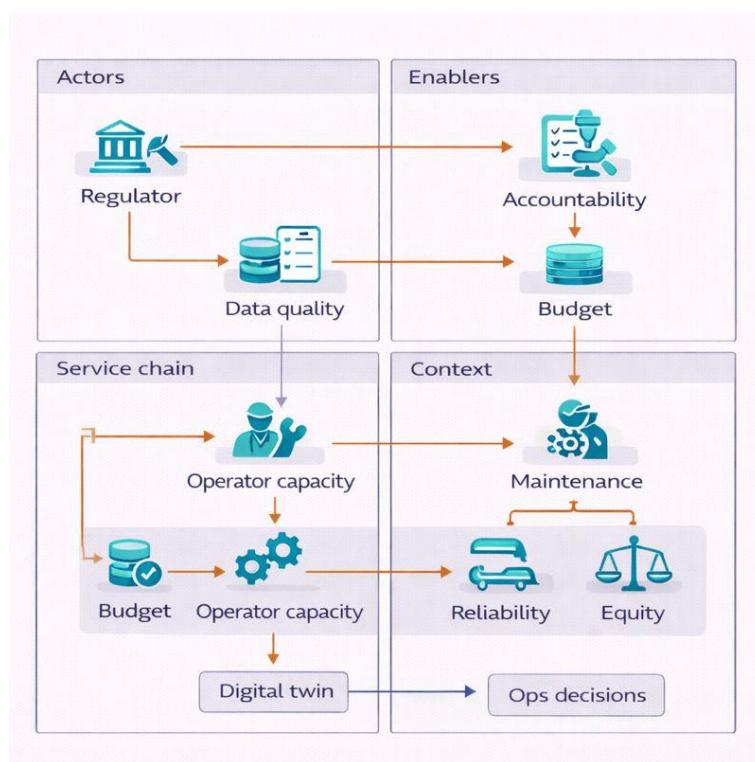 Actors
Enablers
Regulator
Accountability
Data quality
Budget
Service chain
Context
Operator capacity
Maintenance
Budget
Operator capacity
Reliability
Equity
Digital twin
Ops decisions